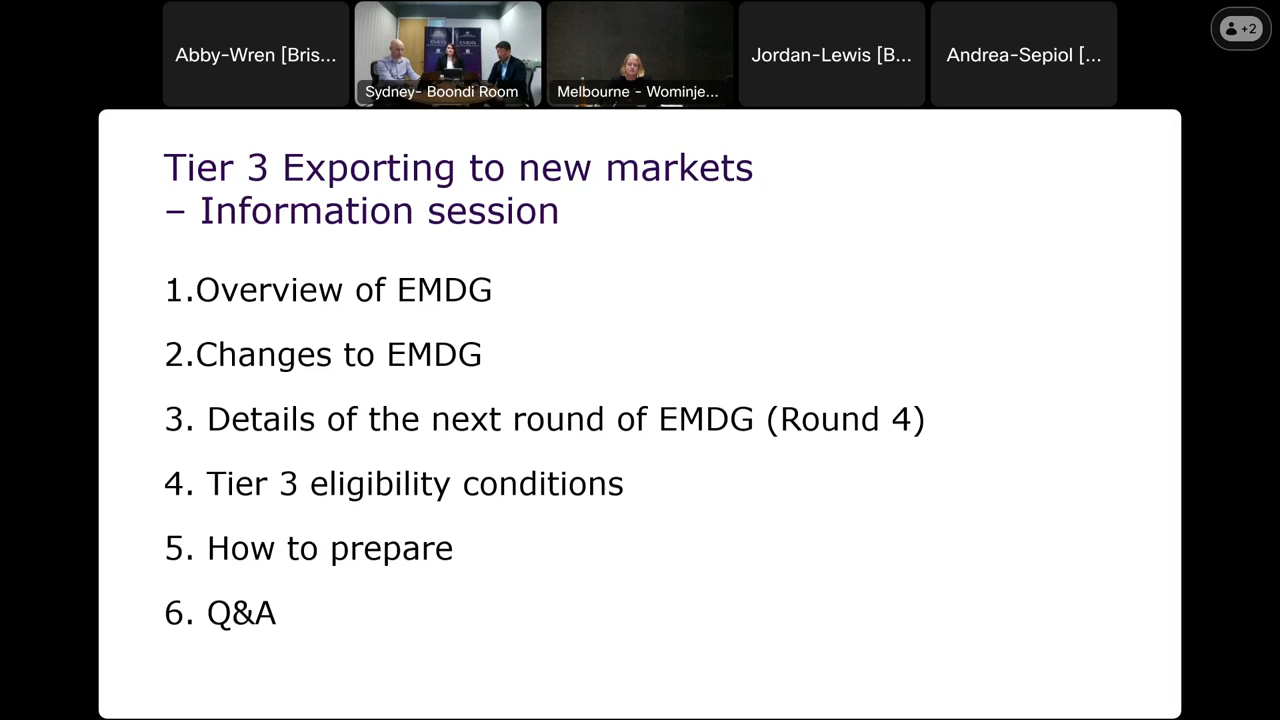 Abby-Wren [Bris...
EMDG
EMDG
Sydney- Boondi Room
Melbourne - Wominje...
Jordan-Lewis [B...
Andrea-Sepiol [...
+2
Tier 3 Exporting to new markets
– Information session
1.Overview of EMDG
2.Changes to EMDG
3. Details of the next round of EMDG (Round 4)
4. Tier 3 eligibility conditions
5. How to prepare
6. Q&A